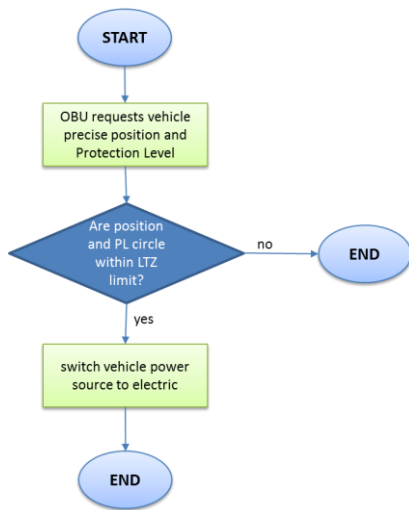 START
OBU requests vehicle
precise position and
Protection Level
Are position
and PL circle
within LTZ
limit?
no
END
yes
switch vehicle power
source to electric
END